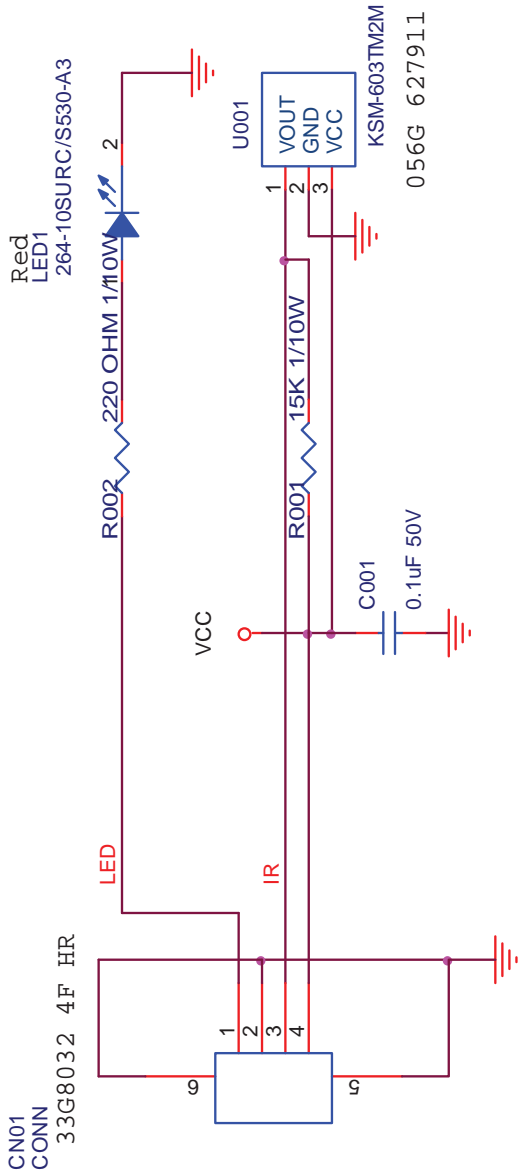 Red
LED1
264-10SURC/S530-A3
1
2
R002
220 OHM 1/10W
LED
U001
VOUT
GND
VCC
1
2
3
KSM-603TM2M
056G 627911
R001
15K 1/10W
VCC
C001
0.1uF 50V
IR
CN01
CONN
33G8032 4F HR
1
2
3
4
6
5